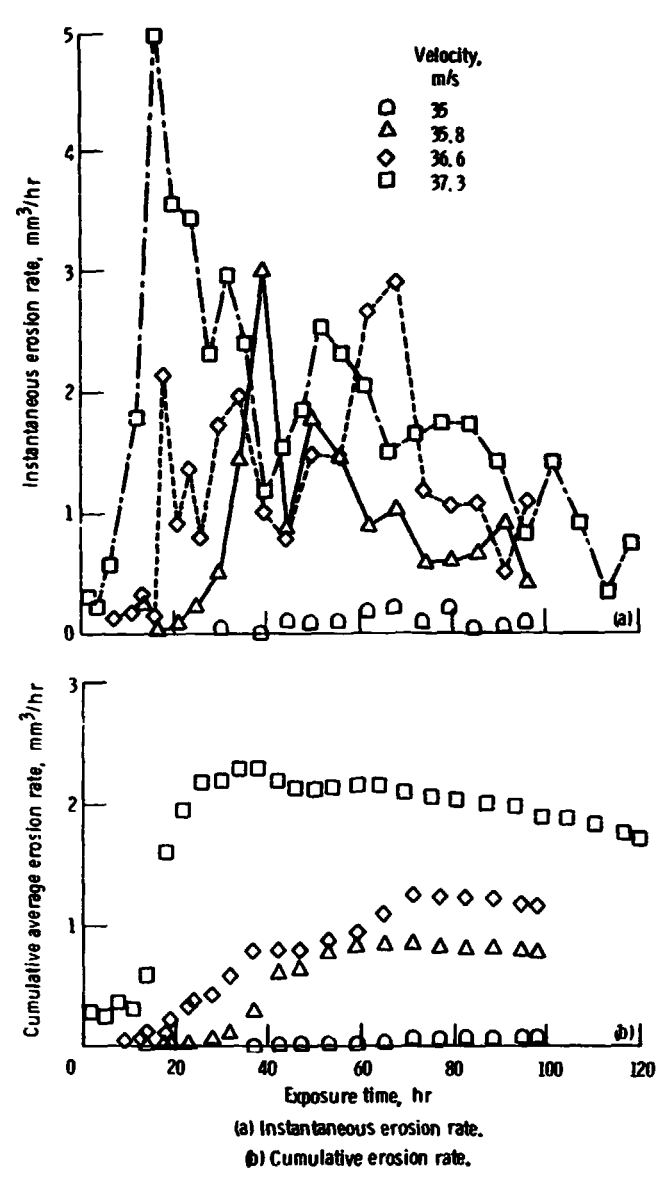 5
4
3
2
1
0
Instantaneous erosion rate, mm³/hr
Velocity,
m/s
35
35.8
36.6
37.3
(a)
3
2
1
Cumulative average erosion rate, mm³/hr
(b)
0 20 40 60 80 100 120
Exposure time, hr
(a) Instantaneous erosion rate.
(b) Cumulative erosion rate.